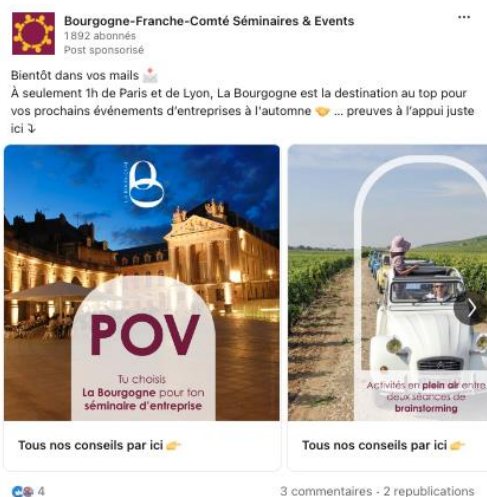 Bourgogne-Franche-Comté Séminaires & Events
1 892 abonnés
Post sponsorisé
Bientôt dans vos mails 📩
À seulement 1h de Paris et de Lyon, La Bourgogne est la destination au top pour
vos prochains événements d'entreprises à l'automne 🤝 ... preuves à l'appui juste
ici ⤵
POV
Tu choisis
La Bourgogne pour ton
séminaire d'entreprise
Activités en plein air entre
deux séances de
brainstorming
Tous nos conseils par ici 👉
Tous nos conseils par ici 👉
4
3 commentaires · 2 republications